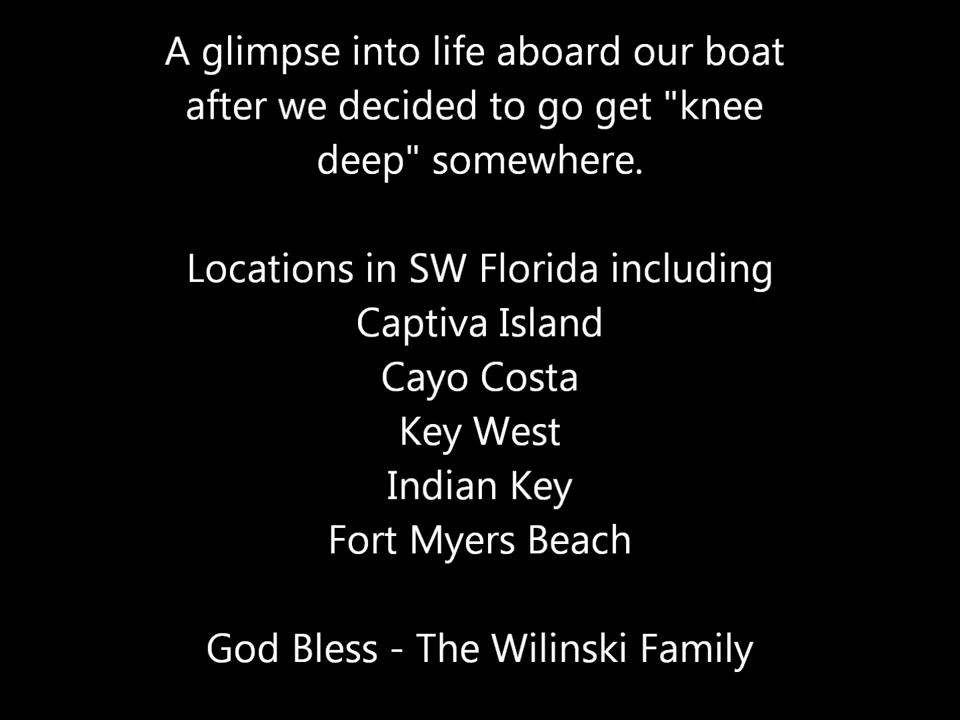 A glimpse into life aboard our boat
after we decided to go get "knee
deep" somewhere.
Locations in SW Florida including
Captiva Island
Cayo Costa
Key West
Indian Key
Fort Myers Beach
God Bless - The Wilinski Family